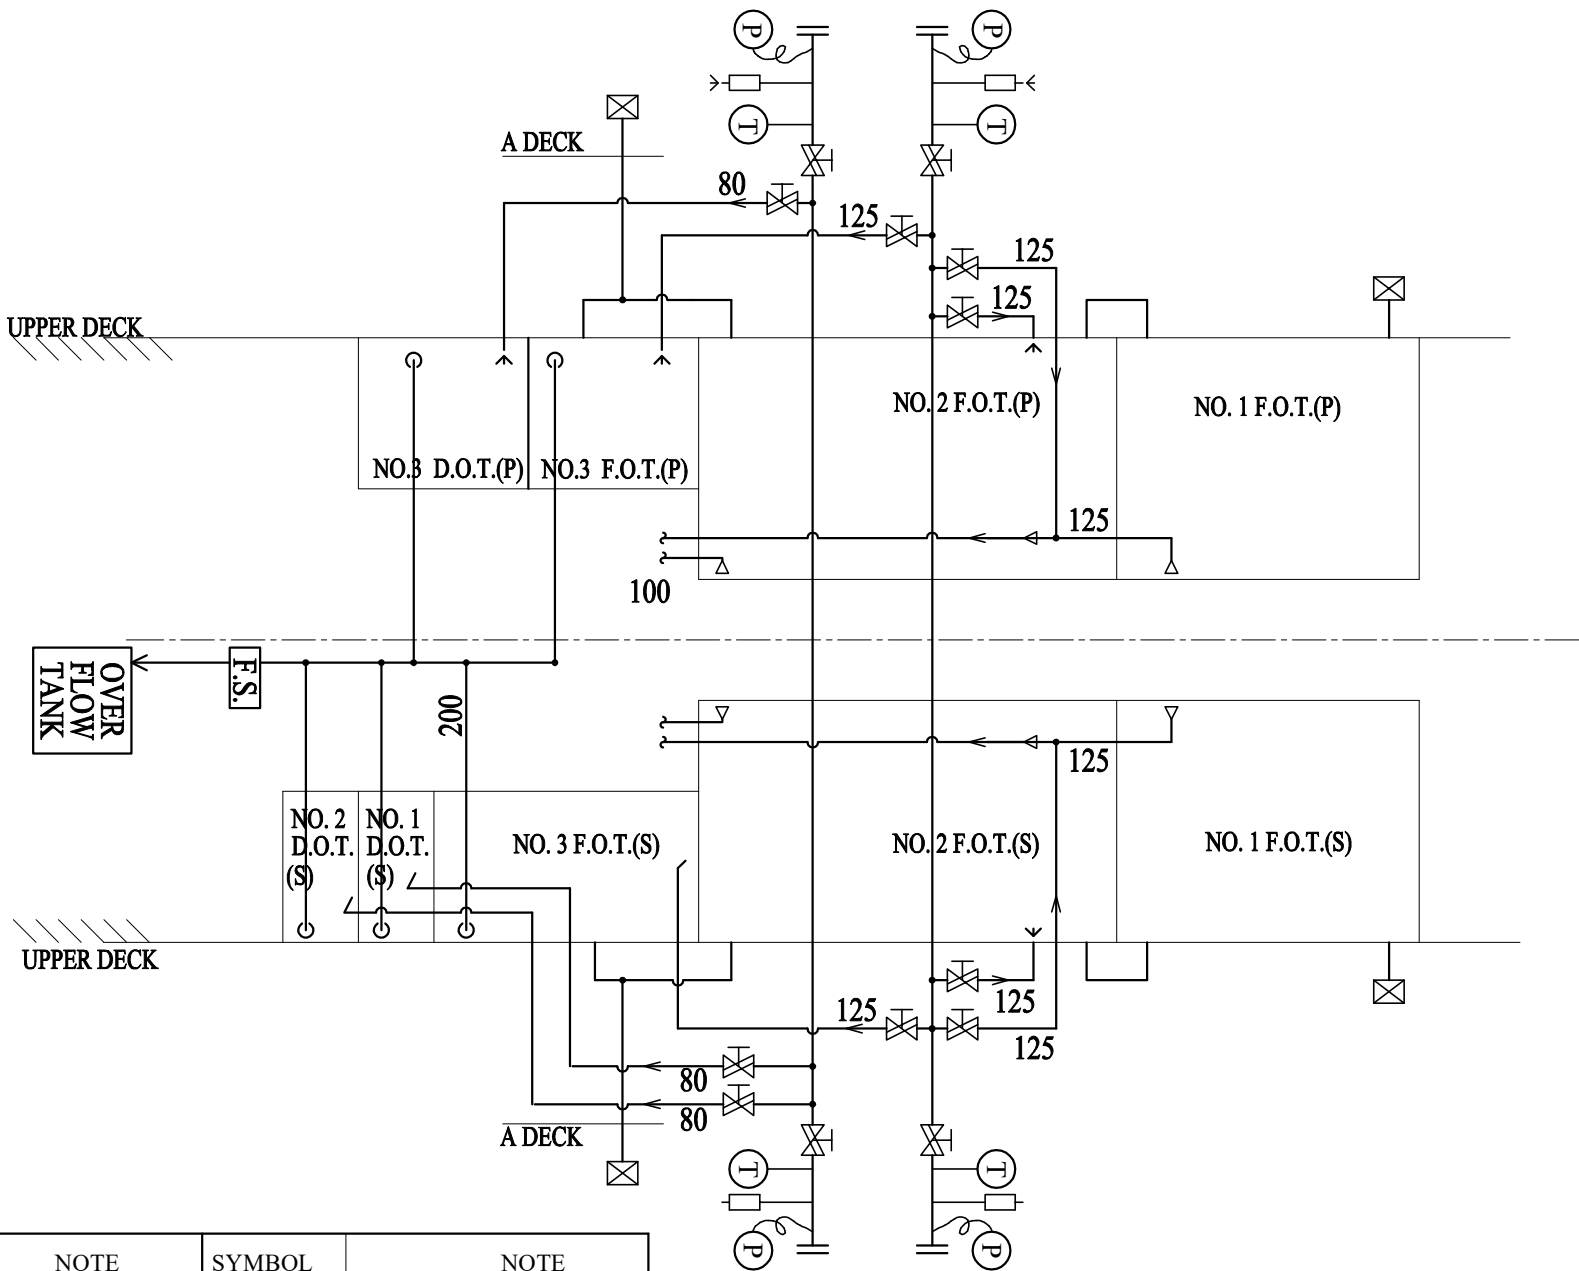 P
P
T
T
A DECK
80
125
125
125
UPPER DECK
NO. 2 F.O.T.(P)
NO. 1 F.O.T.(P)
NO.3 D.O.T.(P)
NO.3 F.O.T.(P)
125
100
OVER
FLOW
TANK
F.S.
200
125
NO. 2
D.O.T.
(S)
NO. 1
D.O.T.
(S)
NO. 3 F.O.T.(S)
NO. 2 F.O.T.(S)
NO. 1 F.O.T.(S)
UPPER DECK
125
125
125
80
80
A DECK
T
T
P
P
NOTE
SYMBOL
NOTE